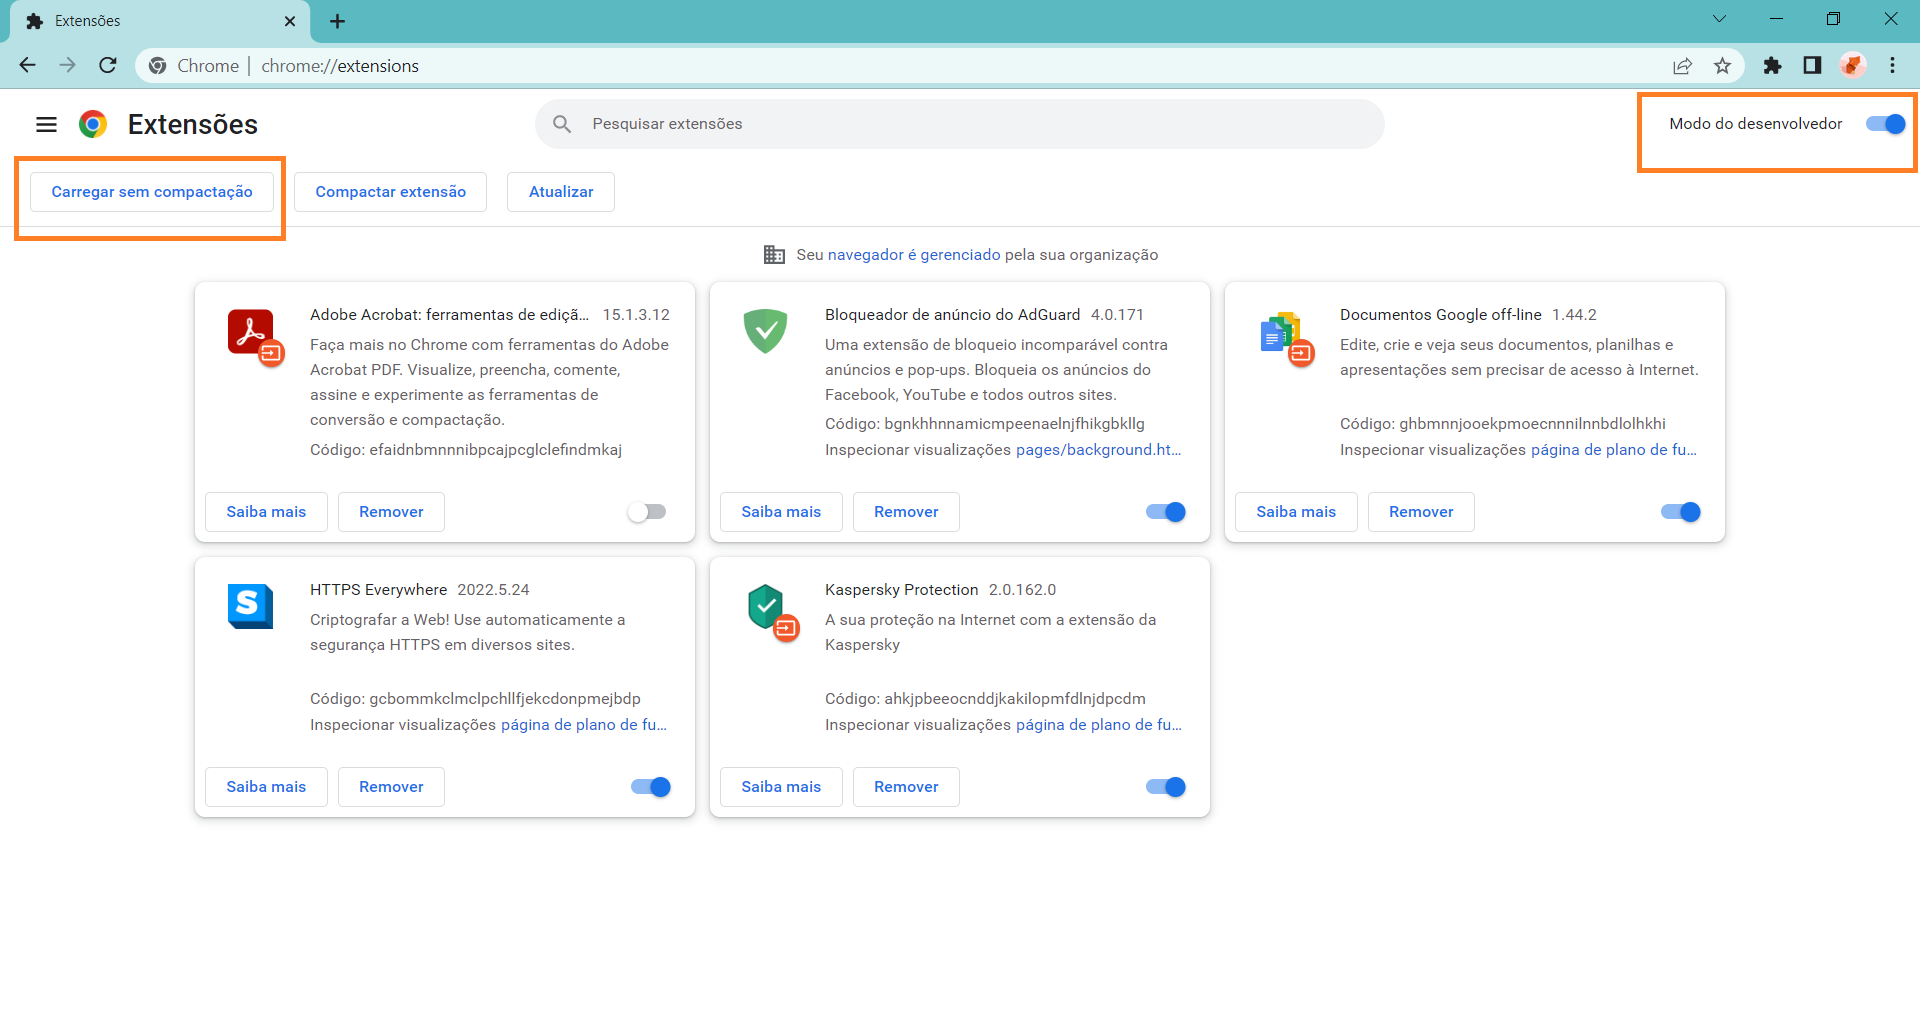 Extensões
Chrome | chrome://extensions
Extensões
Pesquisar extensões
Modo do desenvolvedor
Carregar sem compactação
Compactar extensão
Atualizar
Seu navegador é gerenciado pela sua organização
Adobe Acrobat: ferramentas de ediçã... 15.1.3.12
Faça mais no Chrome com ferramentas do Adobe
Acrobat PDF. Visualize, preencha, comente,
assine e experimente as ferramentas de
conversão e compactação.
Código: efaidnbmnnnibpcajpcglclefindmkaj
Saiba mais
Remover
Bloqueador de anúncio do AdGuard 4.0.171
Uma extensão de bloqueio incomparável contra
anúncios e pop-ups. Bloqueia os anúncios do
Facebook, YouTube e todos outros sites.
Código: bgnkhhnnamicmpeenaelnjfhikgbkllg
Inspecionar visualizações pages/background.ht...
Saiba mais
Remover
Documentos Google off-line 1.44.2
Edite, crie e veja seus documentos, planilhas e
apresentações sem precisar de acesso à Internet.
Código: ghbmnnjooekpmoecnnnilnnbdlolhkhi
Inspecionar visualizações página de plano de fu...
Saiba mais
Remover
S
HTTPS Everywhere 2022.5.24
Criptografar a Web! Use automaticamente a
segurança HTTPS em diversos sites.
Código: gcbommkclmclpchllfjekcdonpmejbdp
Inspecionar visualizações página de plano de fu...
Saiba mais
Remover
Kaspersky Protection 2.0.162.0
A sua proteção na Internet com a extensão da
Kaspersky
Código: ahkjpbeeocnddjkakilopmfdlnjdpcdm
Inspecionar visualizações página de plano de fu...
Saiba mais
Remover